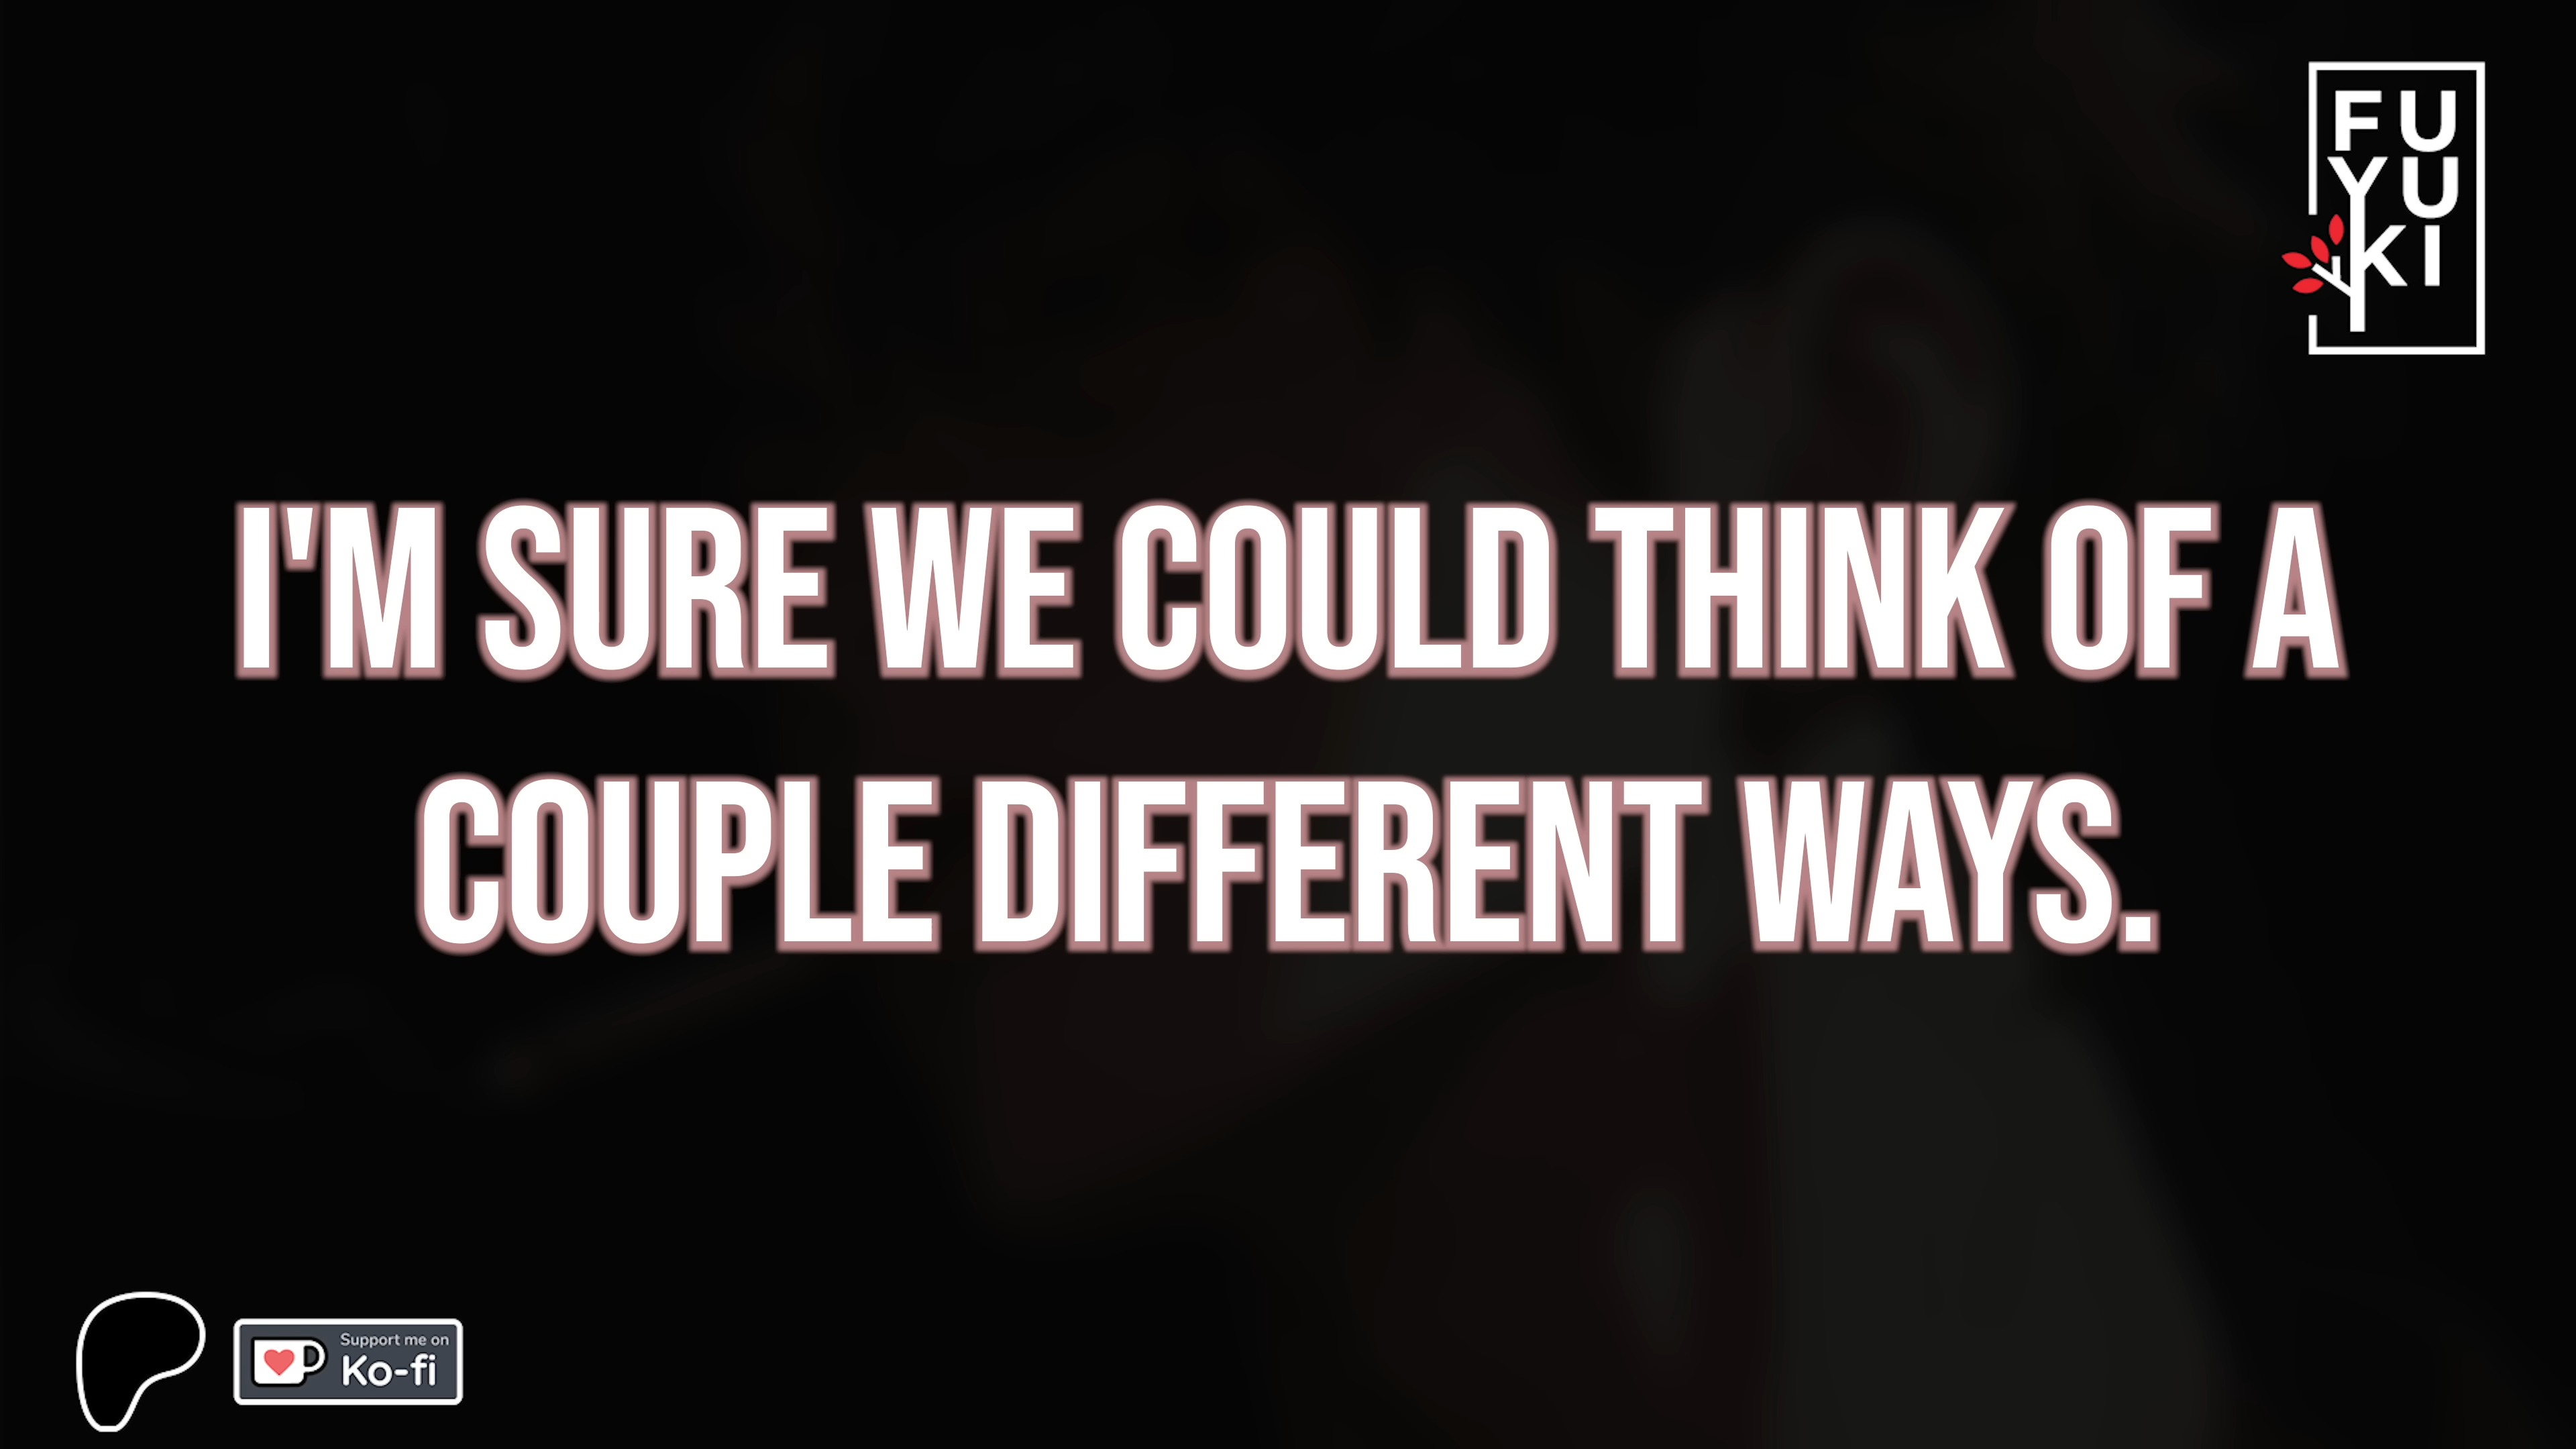 FU
YU
KI
I'M SURE WE COULD THINK OF A
COUPLE DIFFERENT WAYS.
Support me on
Ko-fi